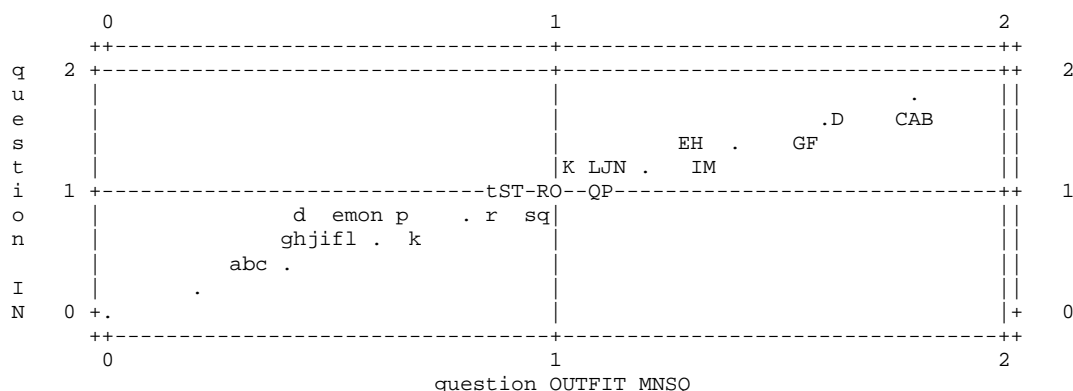 0                                  1                                  2
      ++----------------------------------+----------------------------------++
q   2 +-----------------------------------+----------------------------------++   2
u     |                                   |                           .      ||
e     |                                   |                    .D    CAB     ||
s     |                                   |         EH  .    GF              ||
t     |                                   |K LJN .   IM                      ||
i   1 +------------------------------tST-RO--QP------------------------------++   1
o     |               d  emon p    . r  sq|                                  ||
n     |              ghjifl .  k          |                                  ||
      |          abc .                    |                                  ||
I     |       .                           |                                  ||
N   0 +.                                  |                                  |+   0
      ++----------------------------------+----------------------------------++
       0                                  1                                  2
                                question OUTFIT MNSQ